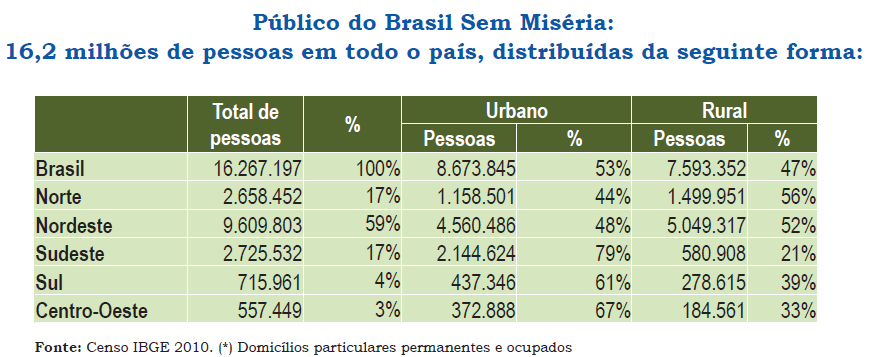 Público do Brasil Sem Miséria:
16,2 milhões de pessoas em todo o país, distribuídas da seguinte forma:
Total de pessoas % Urbano Rural
Pessoas % Pessoas %
Brasil 16.267.197 100% 8.673.845 53% 7.593.352 47%
Norte 2.658.452 17% 1.158.501 44% 1.499.951 56%
Nordeste 9.609.803 59% 4.560.486 48% 5.049.317 52%
Sudeste 2.725.532 17% 2.144.624 79% 580.908 21%
Sul 715.961 4% 437.346 61% 278.615 39%
Centro-Oeste 557.449 3% 372.888 67% 184.561 33%
Fonte: Censo IBGE 2010. (*) Domicílios particulares permanentes e ocupados